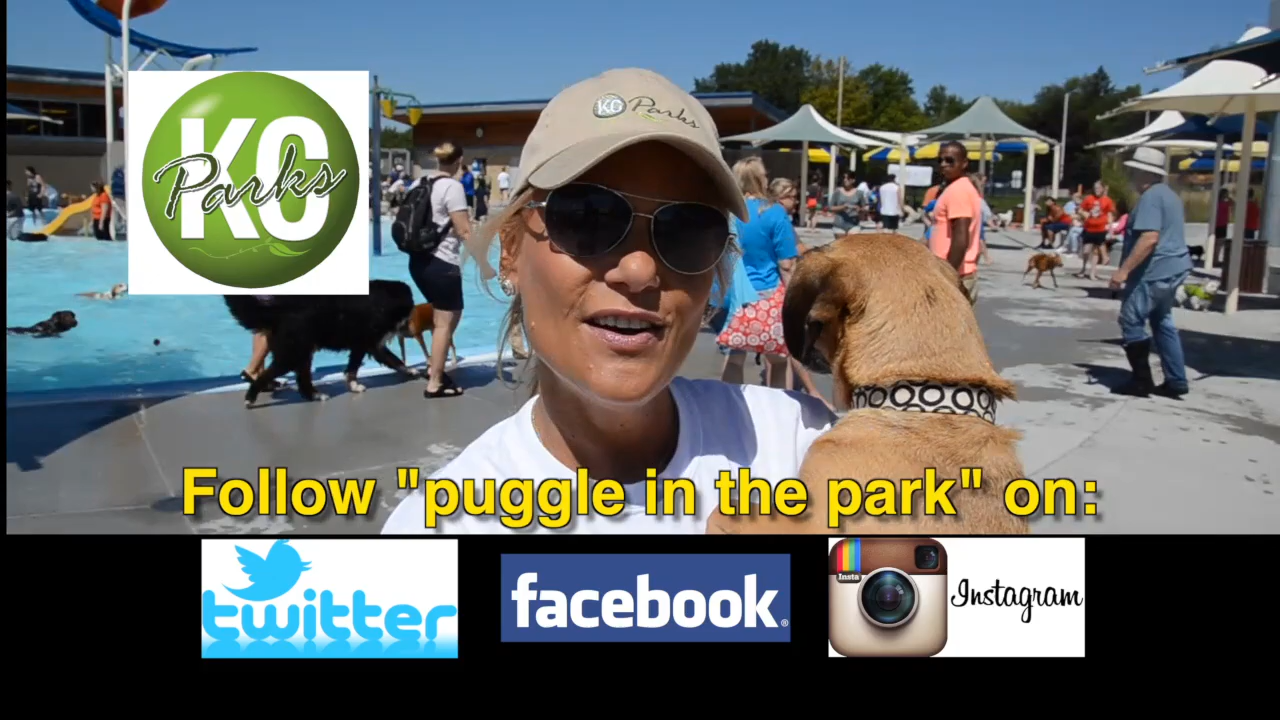 KC
Parks
KC Parks
Follow "puggle in the park" on:
twitter
facebook®
Insta
Instagram